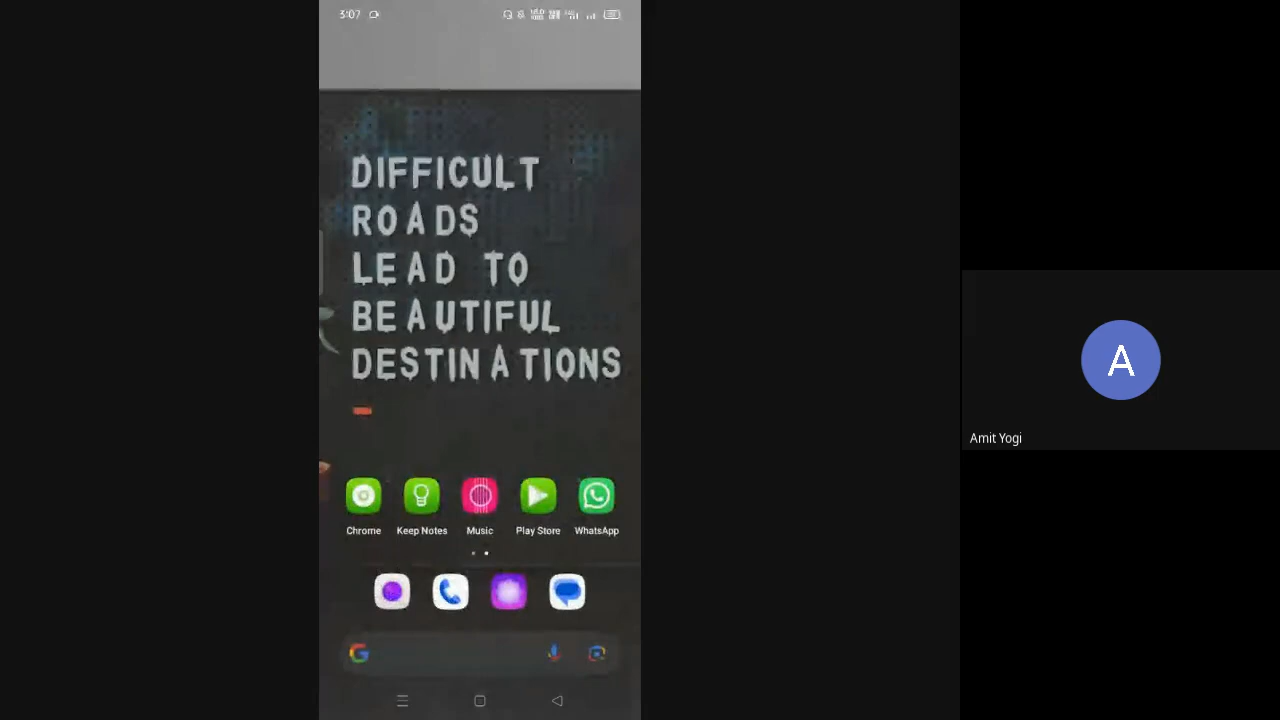 3:07
DIFFICULT
ROADS
LEAD TO
BEAUTIFUL
DESTINATIONS
Chrome
Keep Notes
Music
Play Store
WhatsApp
A
Amit Yogi